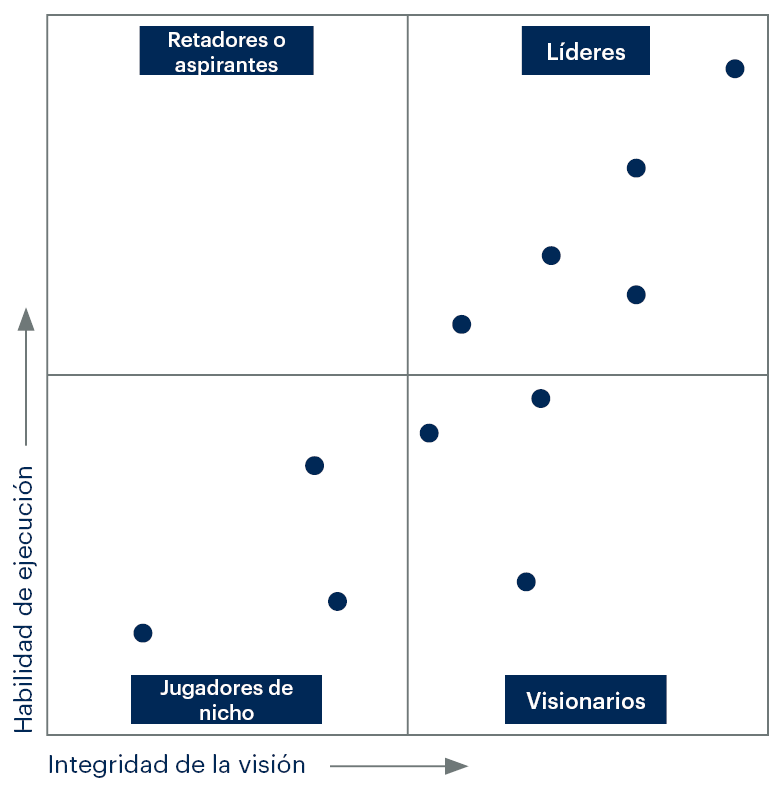 Retadores o
aspirantes
Líderes
Habilidad de ejecución
Jugadores de
nicho
Visionarios
Integridad de la visión